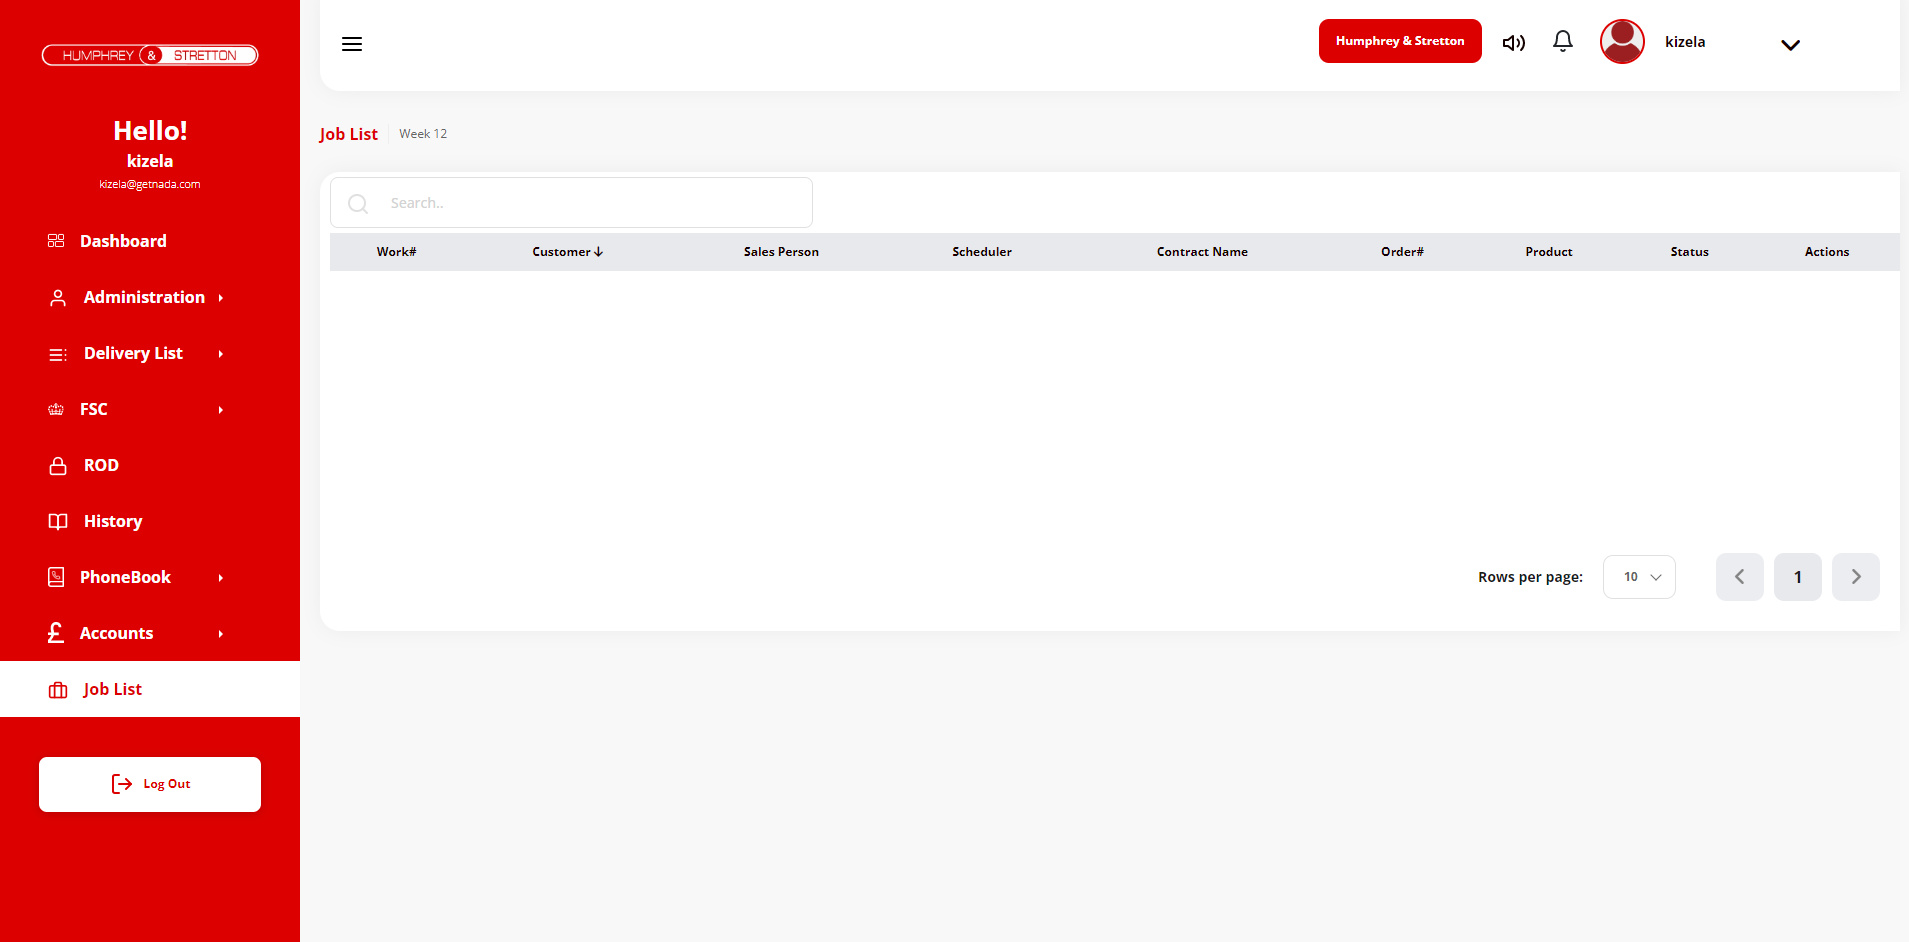 HUMPHREY & STRETTON
Hello!
kizela
kizela@getnada.com
Dashboard
Administration
Delivery List
FSC
ROD
History
PhoneBook
£ Accounts
Job List
Log Out
Humphrey & Stretton
kizela
Job List
Week 12
Search..
Work# Customer Sales Person Scheduler Contract Name Order# Product Status Actions
Rows per page: 10 1